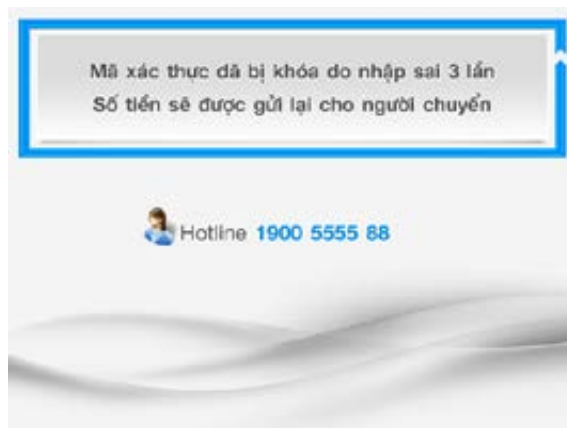 Mã xác thực đã bị khóa do nhập sai 3 lần
Số tiền sẽ được gửi lại cho người chuyển
Hotline 1900 5555 88